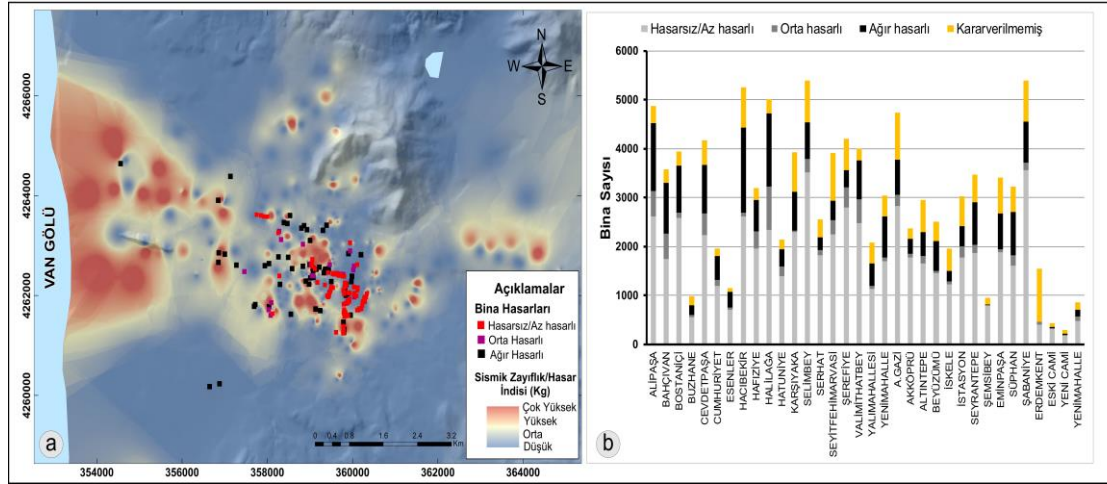 N
W
E
S
4266000
4264000
4262000
4260000
VAN GÖLÜ
Açıklamalar
Bina Hasarları
Hasarsız/Az hasarlı
Orta Hasarlı
Ağır Hasarlı
Sismik Zayıflık/Hasar
İndisi (Kg)
Çok Yüksek
Yüksek
Orta
Düşük
0 0.4 0.8 1.6 2.4 3.2
Km
a
354000 356000 358000 360000 362000 364000
Hasarsız/Az hasarlı Orta hasarlı Ağır hasarlı Kararverilmemiş
Bina Sayısı
6000
5000
4000
3000
2000
1000
0
ALİPAŞA
BAHÇIVAN
BOSTANİÇİ
BUZHANE
CEVDETPAŞA
CUMHURİYET
ESENLER
HACIBEKİR
HAFIZİYE
HALİLAĞA
HATUNİYE
KARŞIYAKA
SELİMBEY
SERHAT
SEYİTFEHİMARVASİ
ŞEREFİYE
VALİMİTHATBEY
YALIMAHALLESİ
YENİMAHALLE
A.GAZİ
AKKÖPRÜ
ALTINTEPE
BEYÜZÜMÜ
İSKELE
İSTASYON
SEYRANTEPE
ŞEMSİBEY
EMİNPAŞA
SÜPHAN
ŞABANİYE
ERDEMKENT
ESKİ CAMİ
YENİ CAMİ
YENİMAHALLE
b